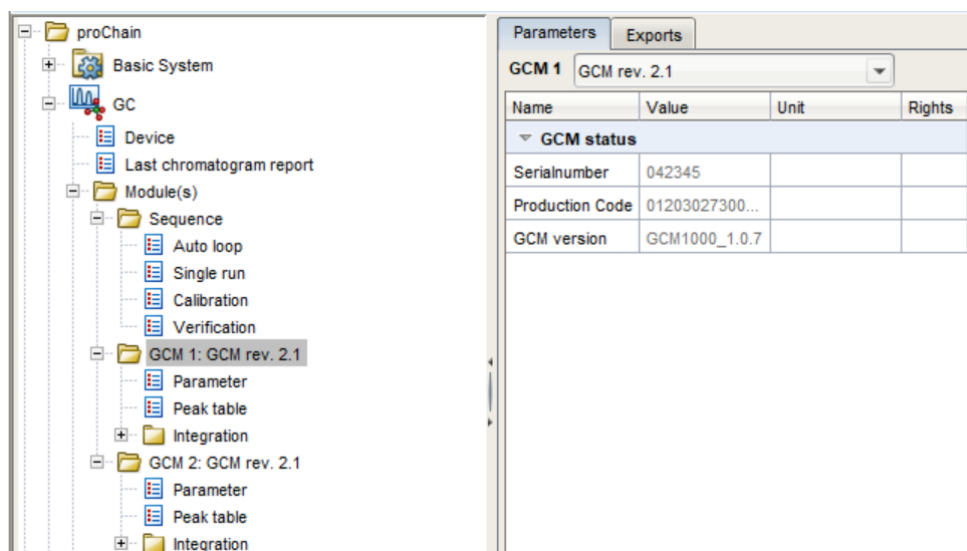 proChain
Basic System
GC
Device
Last chromatogram report
Module(s)
Sequence
Auto loop
Single run
Calibration
Verification
GCM 1: GCM rev. 2.1
Parameter
Peak table
Integration
GCM 2: GCM rev. 2.1
Parameter
Peak table
Integration
Parameters Exports
GCM 1 GCM rev. 2.1
Name Value Unit Rights
GCM status
Serialnumber 042345
Production Code 01203027300...
GCM version GCM1000_1.0.7